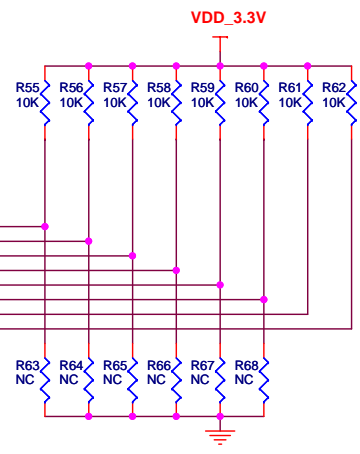 VDD_3.3V
R55 R56 R57 R58 R59 R60 R61 R62
10K 10K 10K 10K 10K 10K 10K 10K
R63 R64 R65 R66 R67 R68
NC NC NC NC NC NC